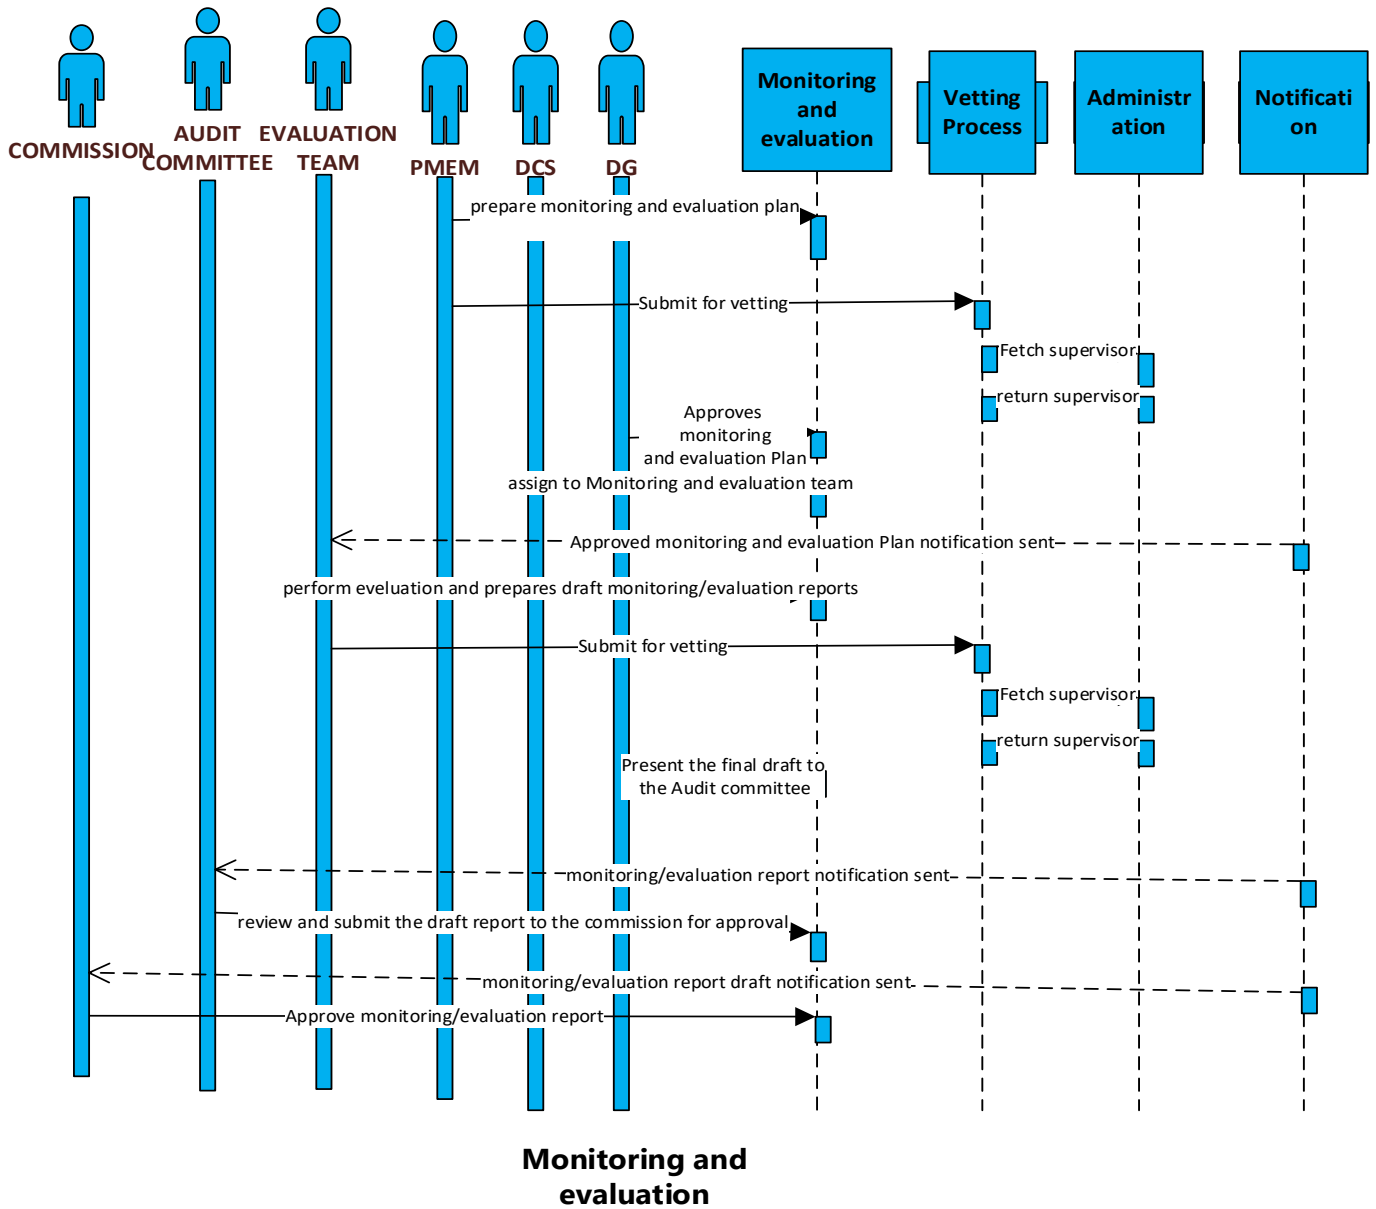 COMMISSION
AUDIT
COMMITTEE
EVALUATION
TEAM
PMEM
DCS
DG
Monitoring
and
evaluation
Vetting
Process
Administr
ation
Notificati
on
prepare monitoring and evaluation plan
Submit for vetting
Fetch supervisor
return supervisor
Approves
monitoring
and evaluation Plan
assign to Monitoring and evaluation team
Approved monitoring and evaluation Plan notification sent
perform eveluation and prepares draft monitoring/evaluation reports
Submit for vetting
Fetch supervisor
return supervisor
Present the final draft to
the Audit committee
monitoring/evaluation report notification sent
review and submit the draft report to the commission for approval
monitoring/evaluation report draft notification sent
Approve monitoring/evaluation report
Monitoring and
evaluation